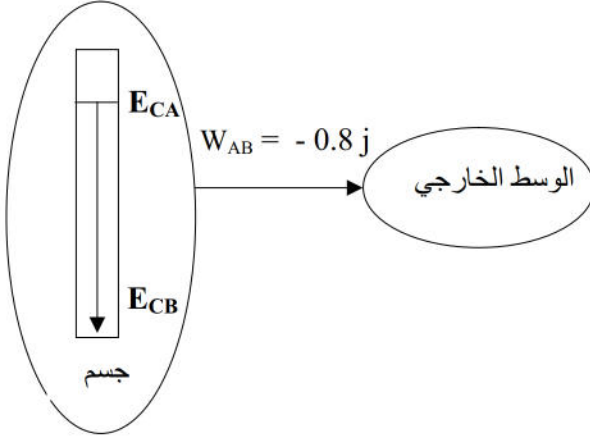 E_CA
W_AB = - 0.8 j
الوسط الخارجي
E_CB
جسم